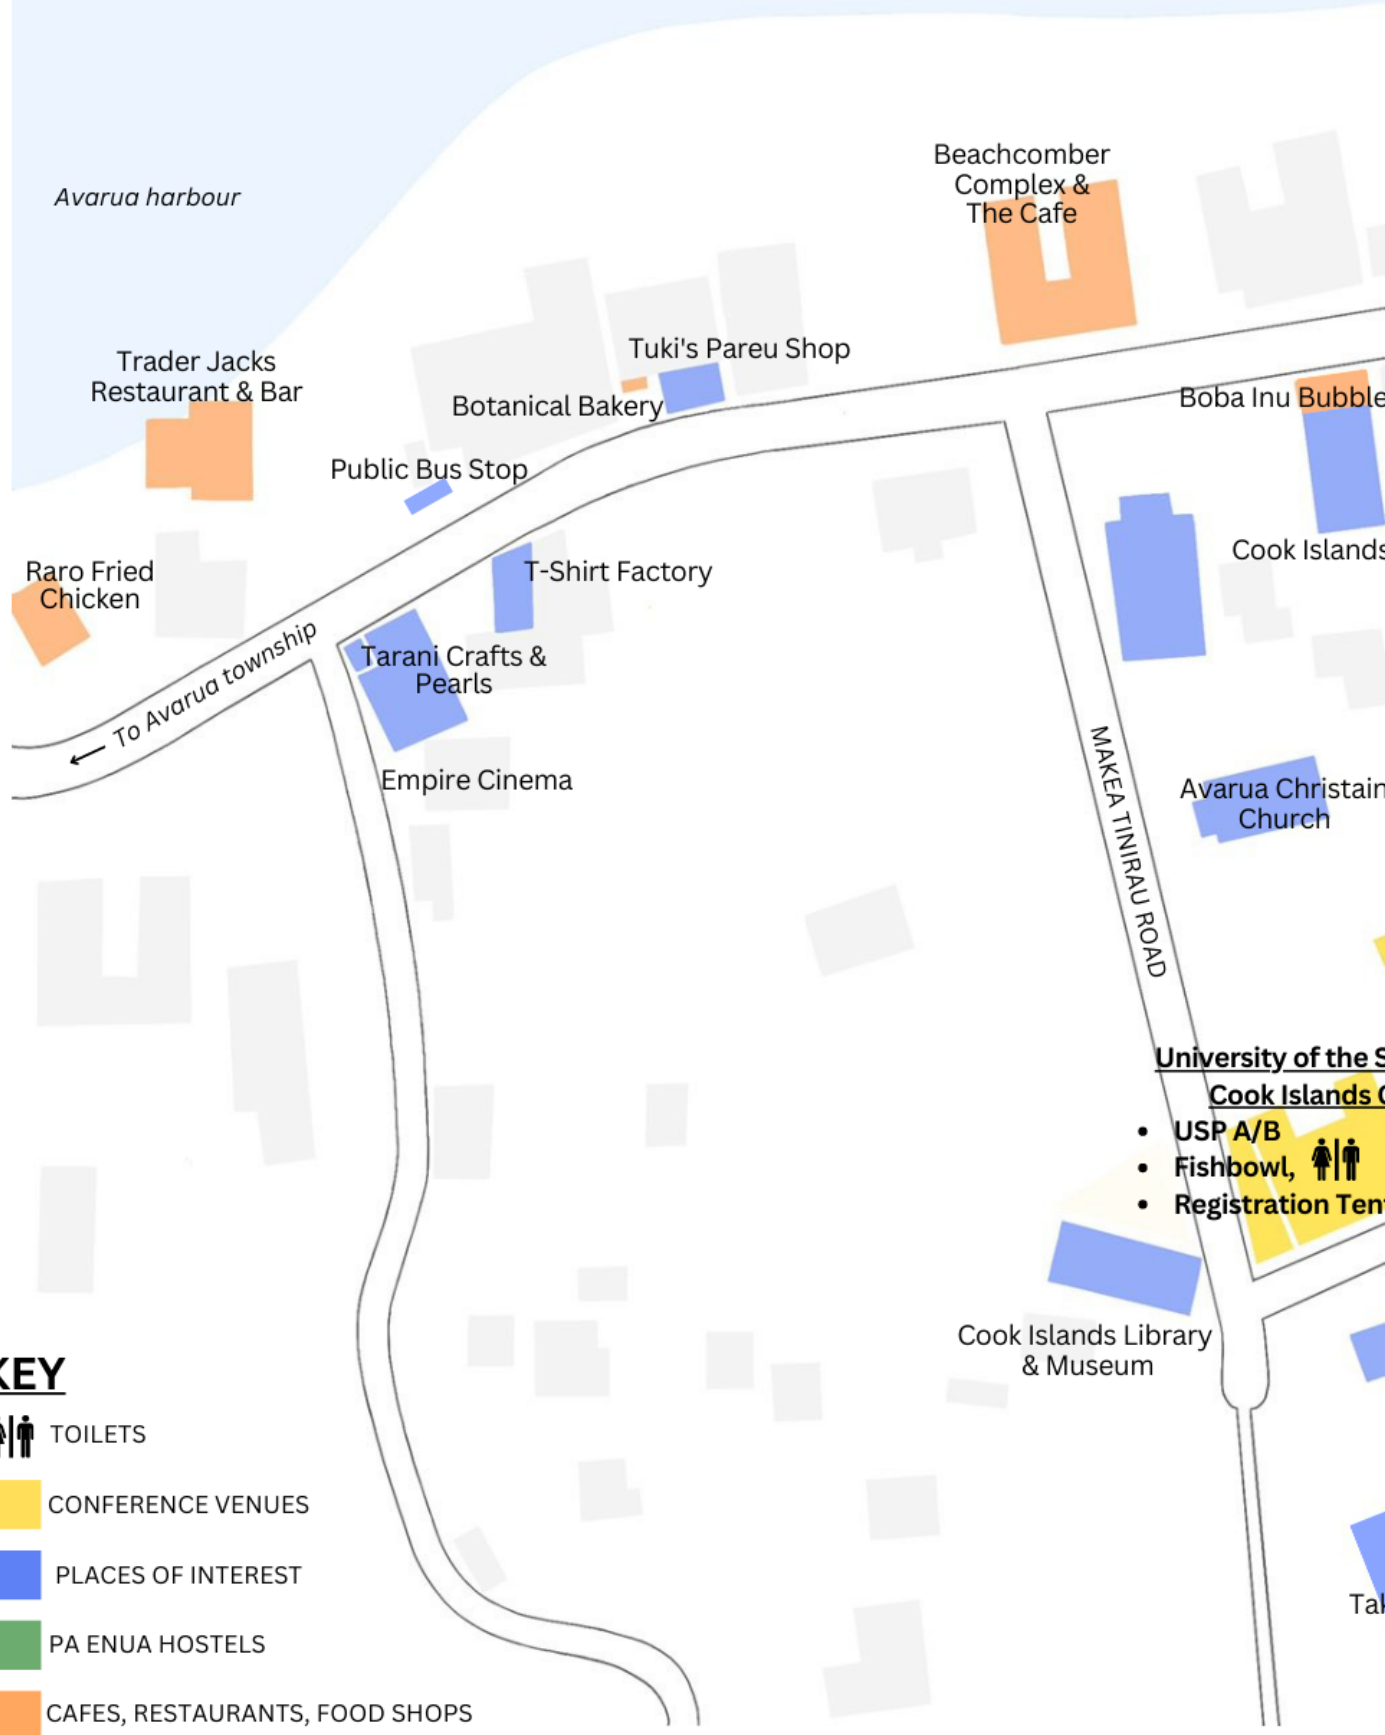 Beachcomber
Complex &
The Cafe
Avarua harbour
Tuki's Pareu Shop
Trader Jacks
Restaurant & Bar
Botanical Bakery
Boba Inu Bubble
Public Bus Stop
Cook Islands
Raro Fried
Chicken
T-Shirt Factory
To Avarua township
Tarani Crafts &
Pearls
Empire Cinema
MAKEA TINIRAU ROAD
Avarua Christain
Church
University of the S
Cook Islands C
• USP A/B
• Fishbowl,
• Registration Tent
Cook Islands Library
& Museum
KEY
TOILETS
CONFERENCE VENUES
PLACES OF INTEREST
Tak
PA ENUA HOSTELS
CAFES, RESTAURANTS, FOOD SHOPS